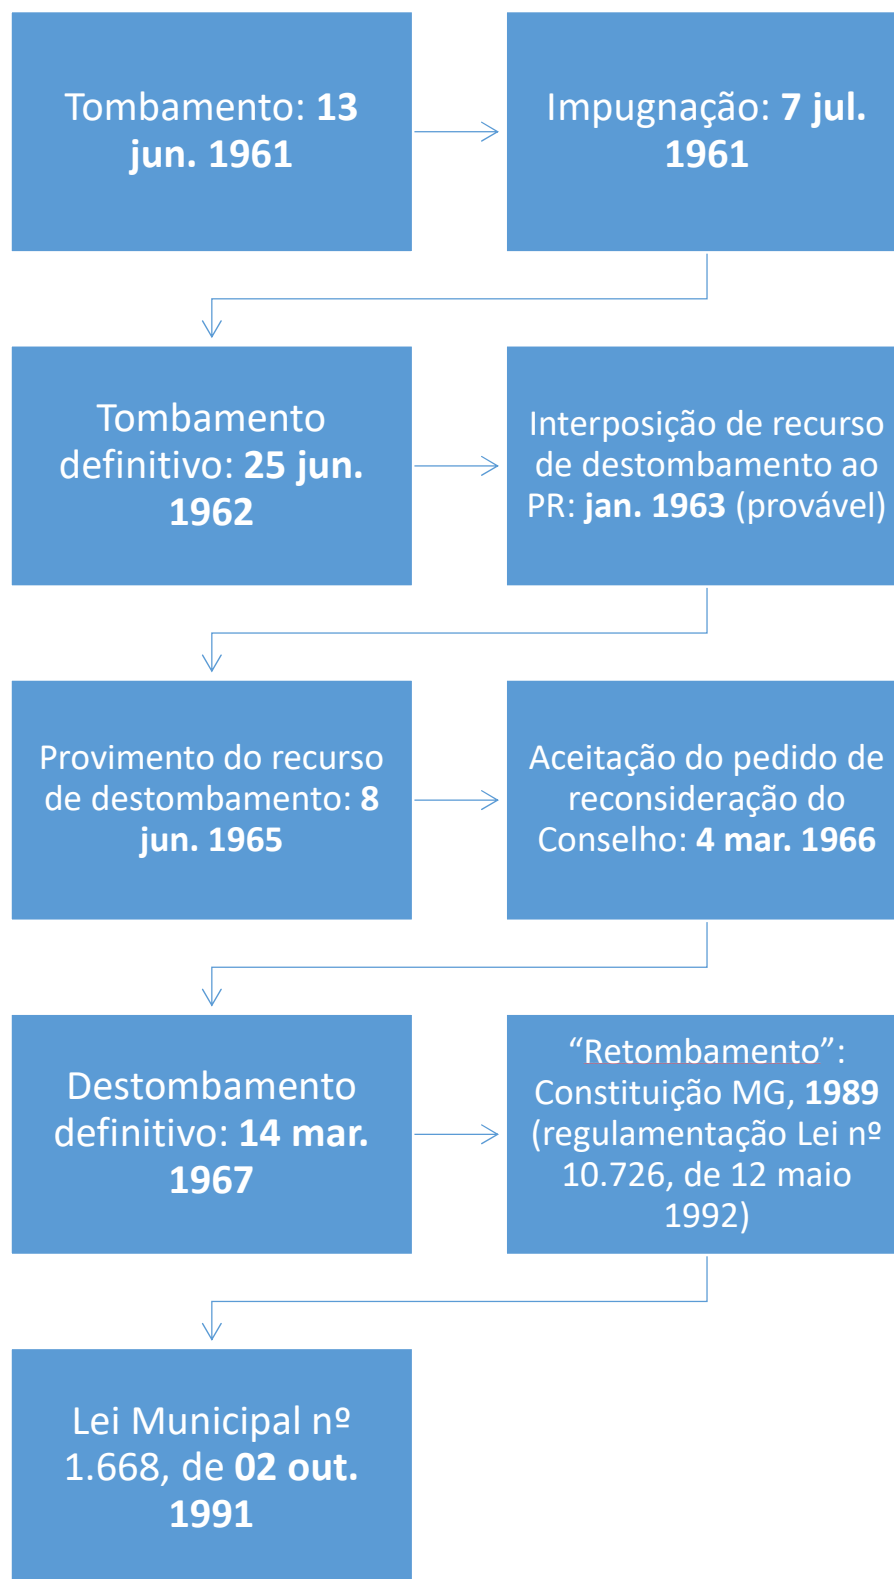 Tombamento: 13
jun. 1961
Impugnação: 7 jul.
1961
Tombamento
definitivo: 25 jun.
1962
Interposição de recurso
de destombamento ao
PR: jan. 1963 (provável)
Provimento do recurso
de destombamento: 8
jun. 1965
Aceitação do pedido de
reconsideração do
Conselho: 4 mar. 1966
Destombamento
definitivo: 14 mar.
1967
“Retombamento”:
Constituição MG, 1989
(regulamentação Lei nº
10.726, de 12 maio
1992)
Lei Municipal nº
1.668, de 02 out.
1991